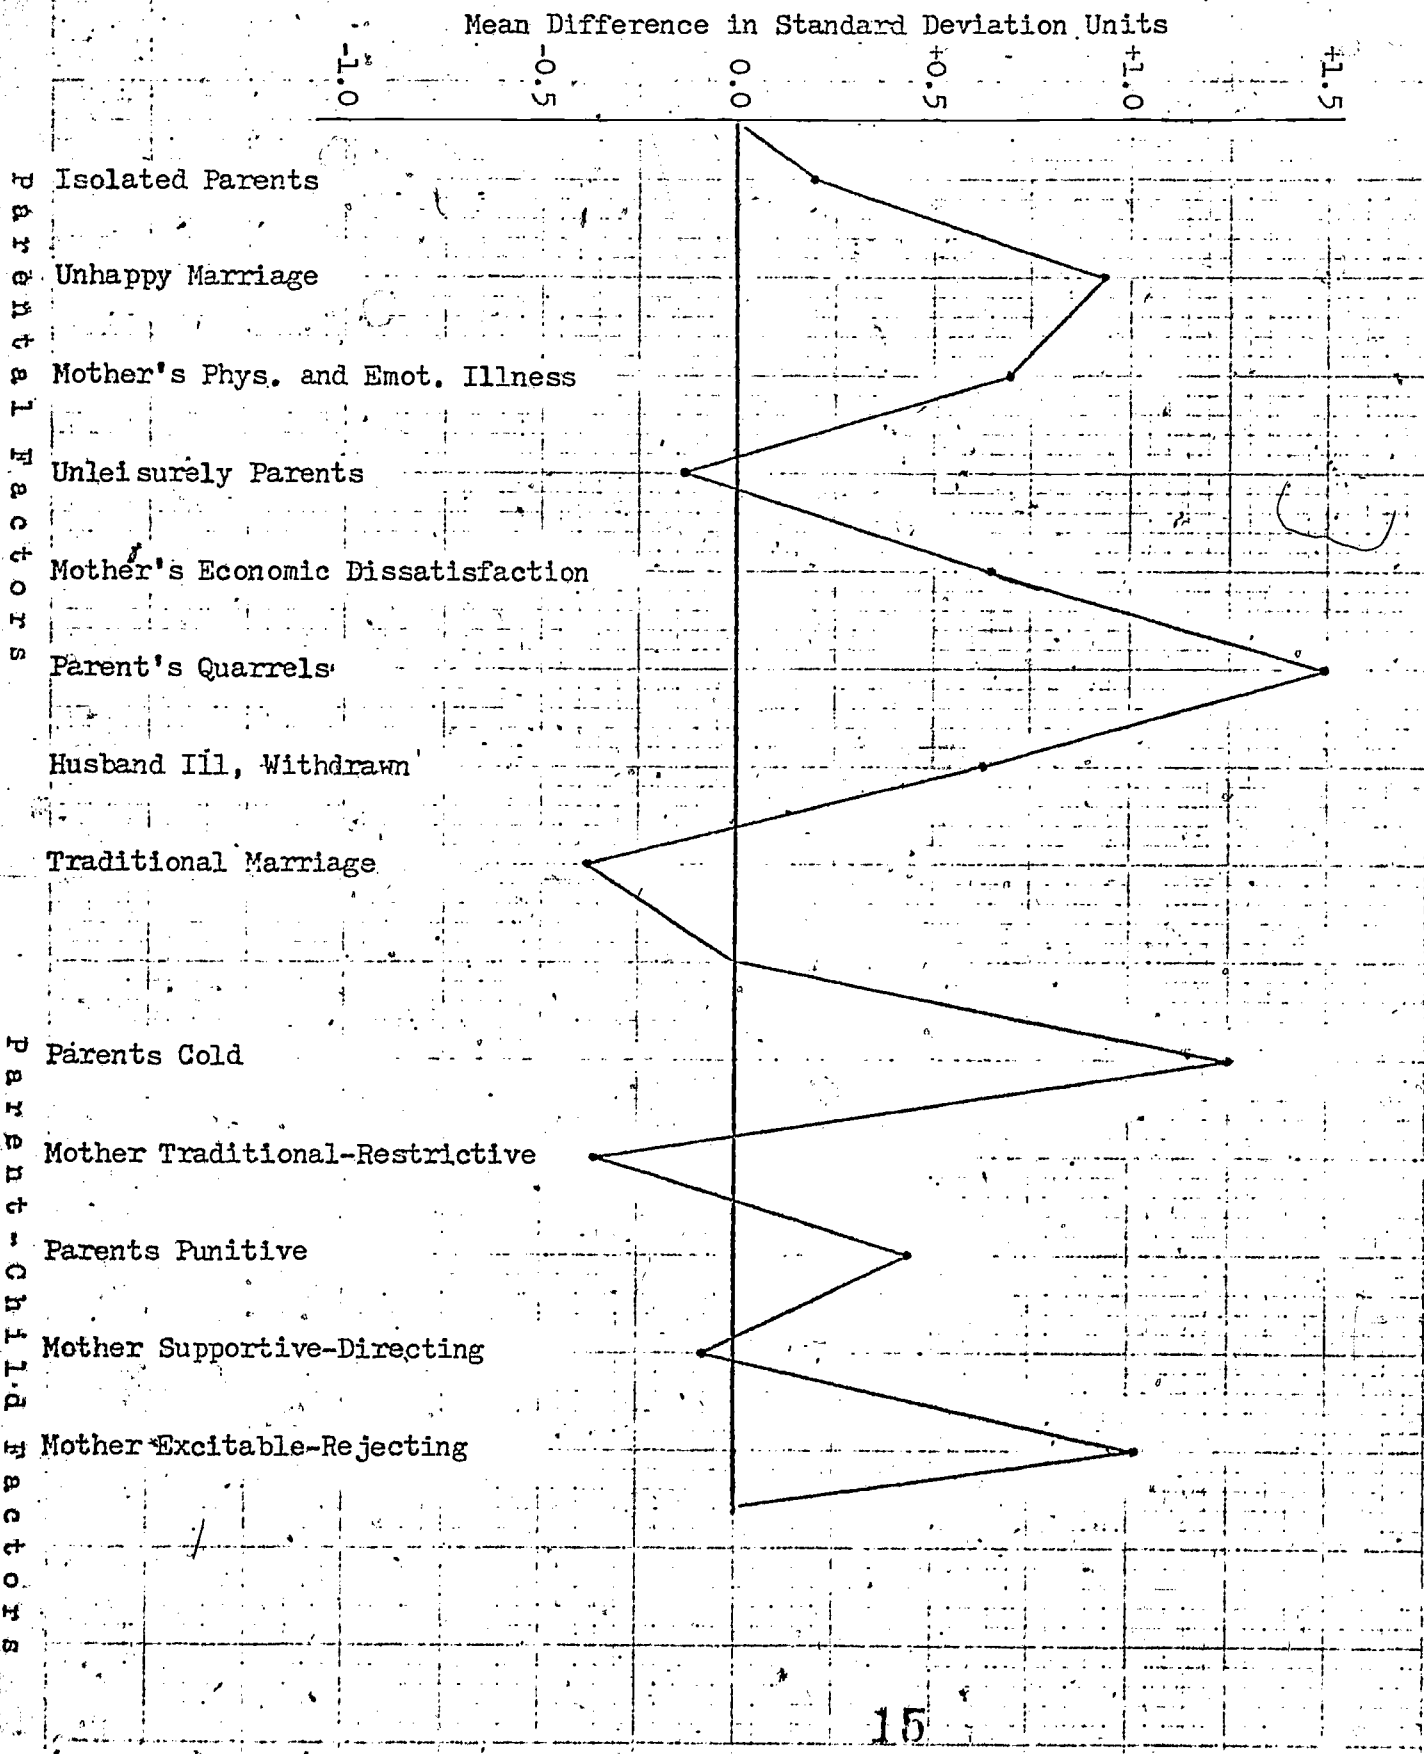 Mean Difference in Standard Deviation Units
-1.0 -0.5 0.0 +0.5 +1.0 +1.5
Parental Factors
Isolated Parents
Unhappy Marriage
Mother's Phys. and Emot. Illness
Unleisurely Parents
Mother's Economic Dissatisfaction
Parent's Quarrels
Husband Ill, Withdrawn
Traditional Marriage
Parent-Child Factors
Parents Cold
Mother Traditional-Restrictive
Parents Punitive
Mother Supportive-Directing
Mother Excitable-Rejecting
15